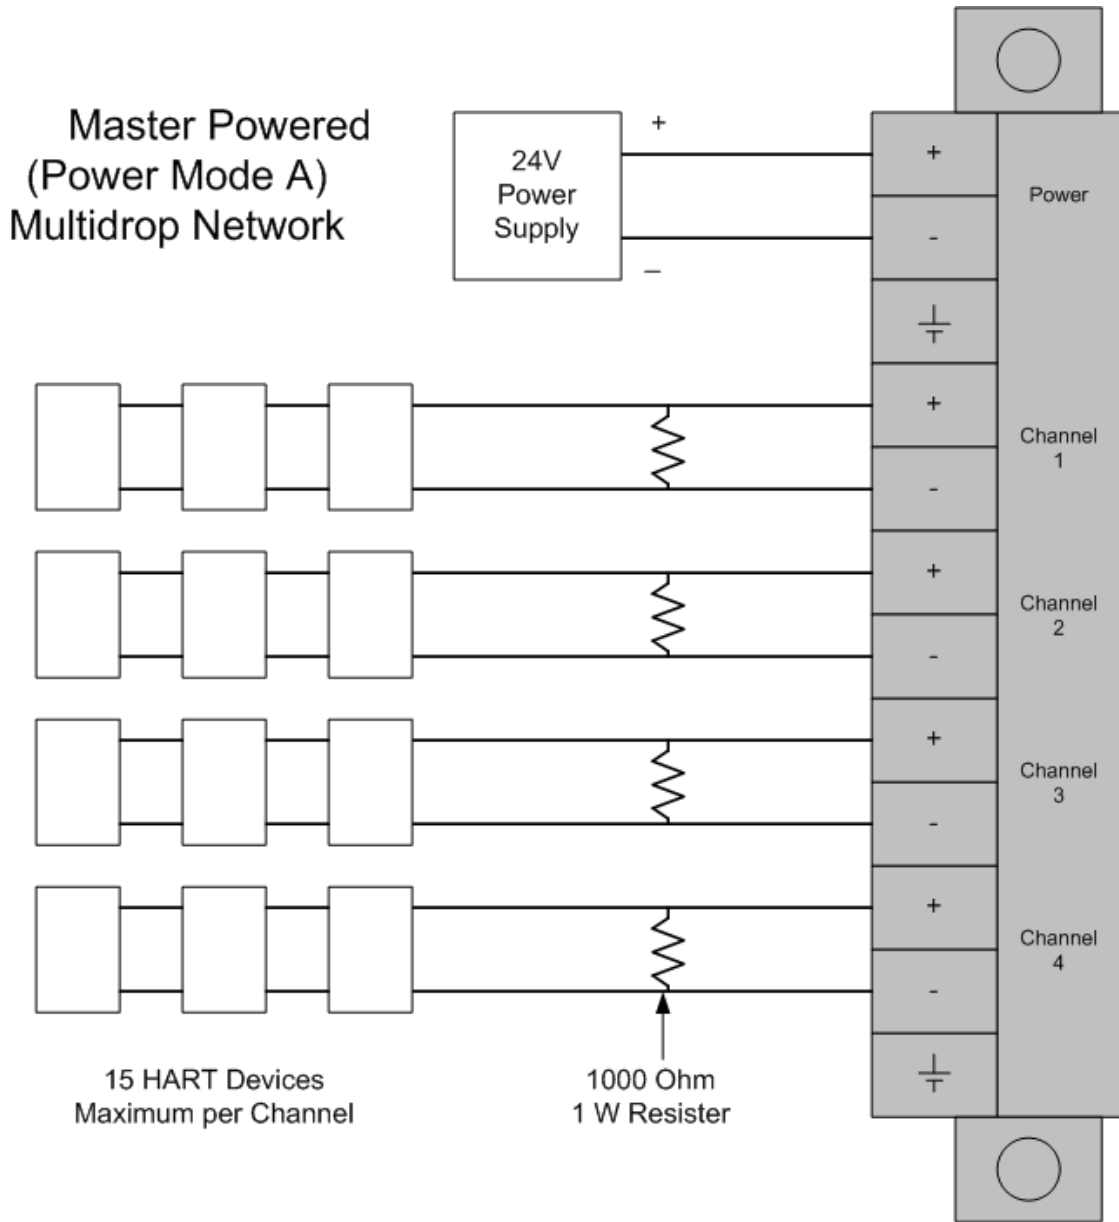 Master Powered
(Power Mode A)
Multidrop Network
24V
Power
Supply
+
–
+
-
Power
+
-
Channel
1
+
-
Channel
2
+
-
Channel
3
+
-
Channel
4
15 HART Devices
Maximum per Channel
1000 Ohm
1 W Resister